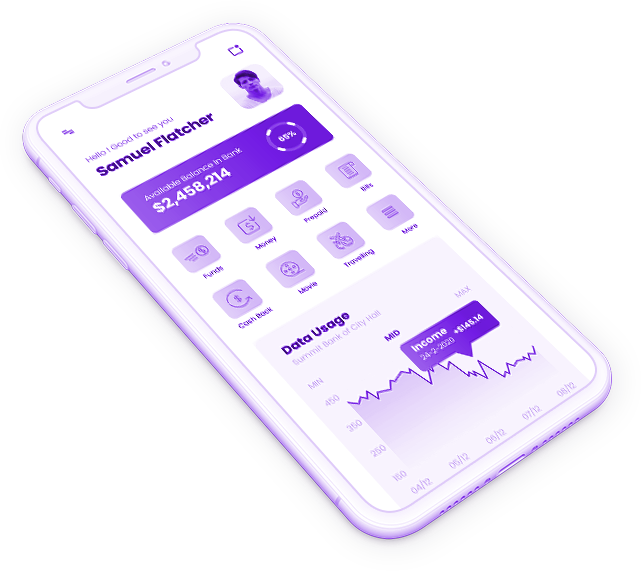 Hello ! Good to see you
Samuel Flatcher
Available Balance in Bank
$2,458,214
65%
Funds
Money
Prepaid
Bills
Cash Back
Movie
Travelling
More
Data Usage
Summit Bank of City Hall
MIN
MID
MAX
Income
+$145.14
24-2-2020
450
350
250
150
04/12
05/12
06/12
07/12
08/12